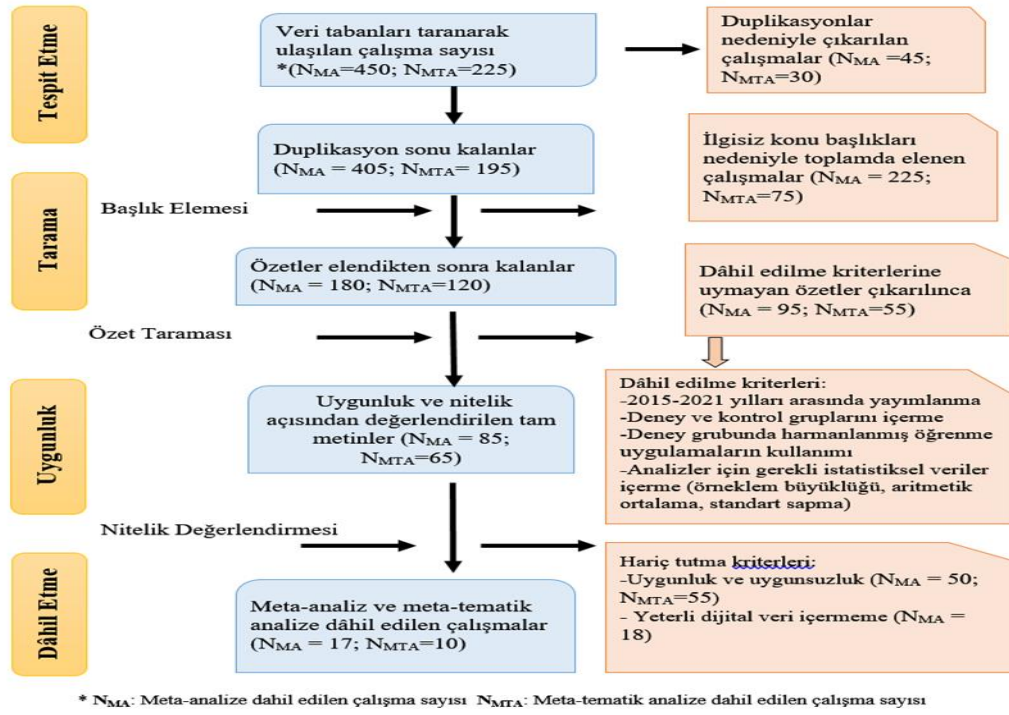 Tespit Etme
Veri tabanları taranarak
ulaşılan çalışma sayısı
*(NMA=450; NMTA=225)
Duplikasyonlar
nedeniyle çıkarılan
çalışmalar (NMA =45;
NMTA=30)
Duplikasyon sonu kalanlar
(NMA = 405; NMTA= 195)
İlgisiz konu başlıkları
nedeniyle toplamda elenen
çalışmalar (NMA = 225;
NMTA=75)
Tarama
Başlık Elemesi
Özetler elendikten sonra kalanlar
(NMA = 180; NMTA=120)
Dâhil edilme kriterlerine
uymayan özetler çıkarılınca
(NMA = 95; NMTA=55)
Özet Taraması
Uygunluk
Uygunluk ve nitelik
açısından değerlendirilen tam
metinler (NMA = 85;
NMTA=65)
Dâhil edilme kriterleri:
-2015-2021 yılları arasında yayımlanma
-Deney ve kontrol gruplarını içerme
-Deney grubunda harmanlanmış öğrenme
uygulamaların kullanımı
-Analizler için gerekli istatistiksel veriler
içerme (örneklem büyüklüğü, aritmetik
ortalama, standart sapma)
Nitelik Değerlendirmesi
Dâhil Etme
Meta-analiz ve meta-tematik
analize dâhil edilen çalışmalar
(NMA = 17; NMTA=10)
Hariç tutma kriterleri:
-Uygunluk ve uygunsuzluk (NMA = 50;
NMTA=55)
- Yeterli dijital veri içermeme (NMA =
18)
* NMA: Meta-analize dahil edilen çalışma sayısı NMTA: Meta-tematik analize dahil edilen çalışma sayısı